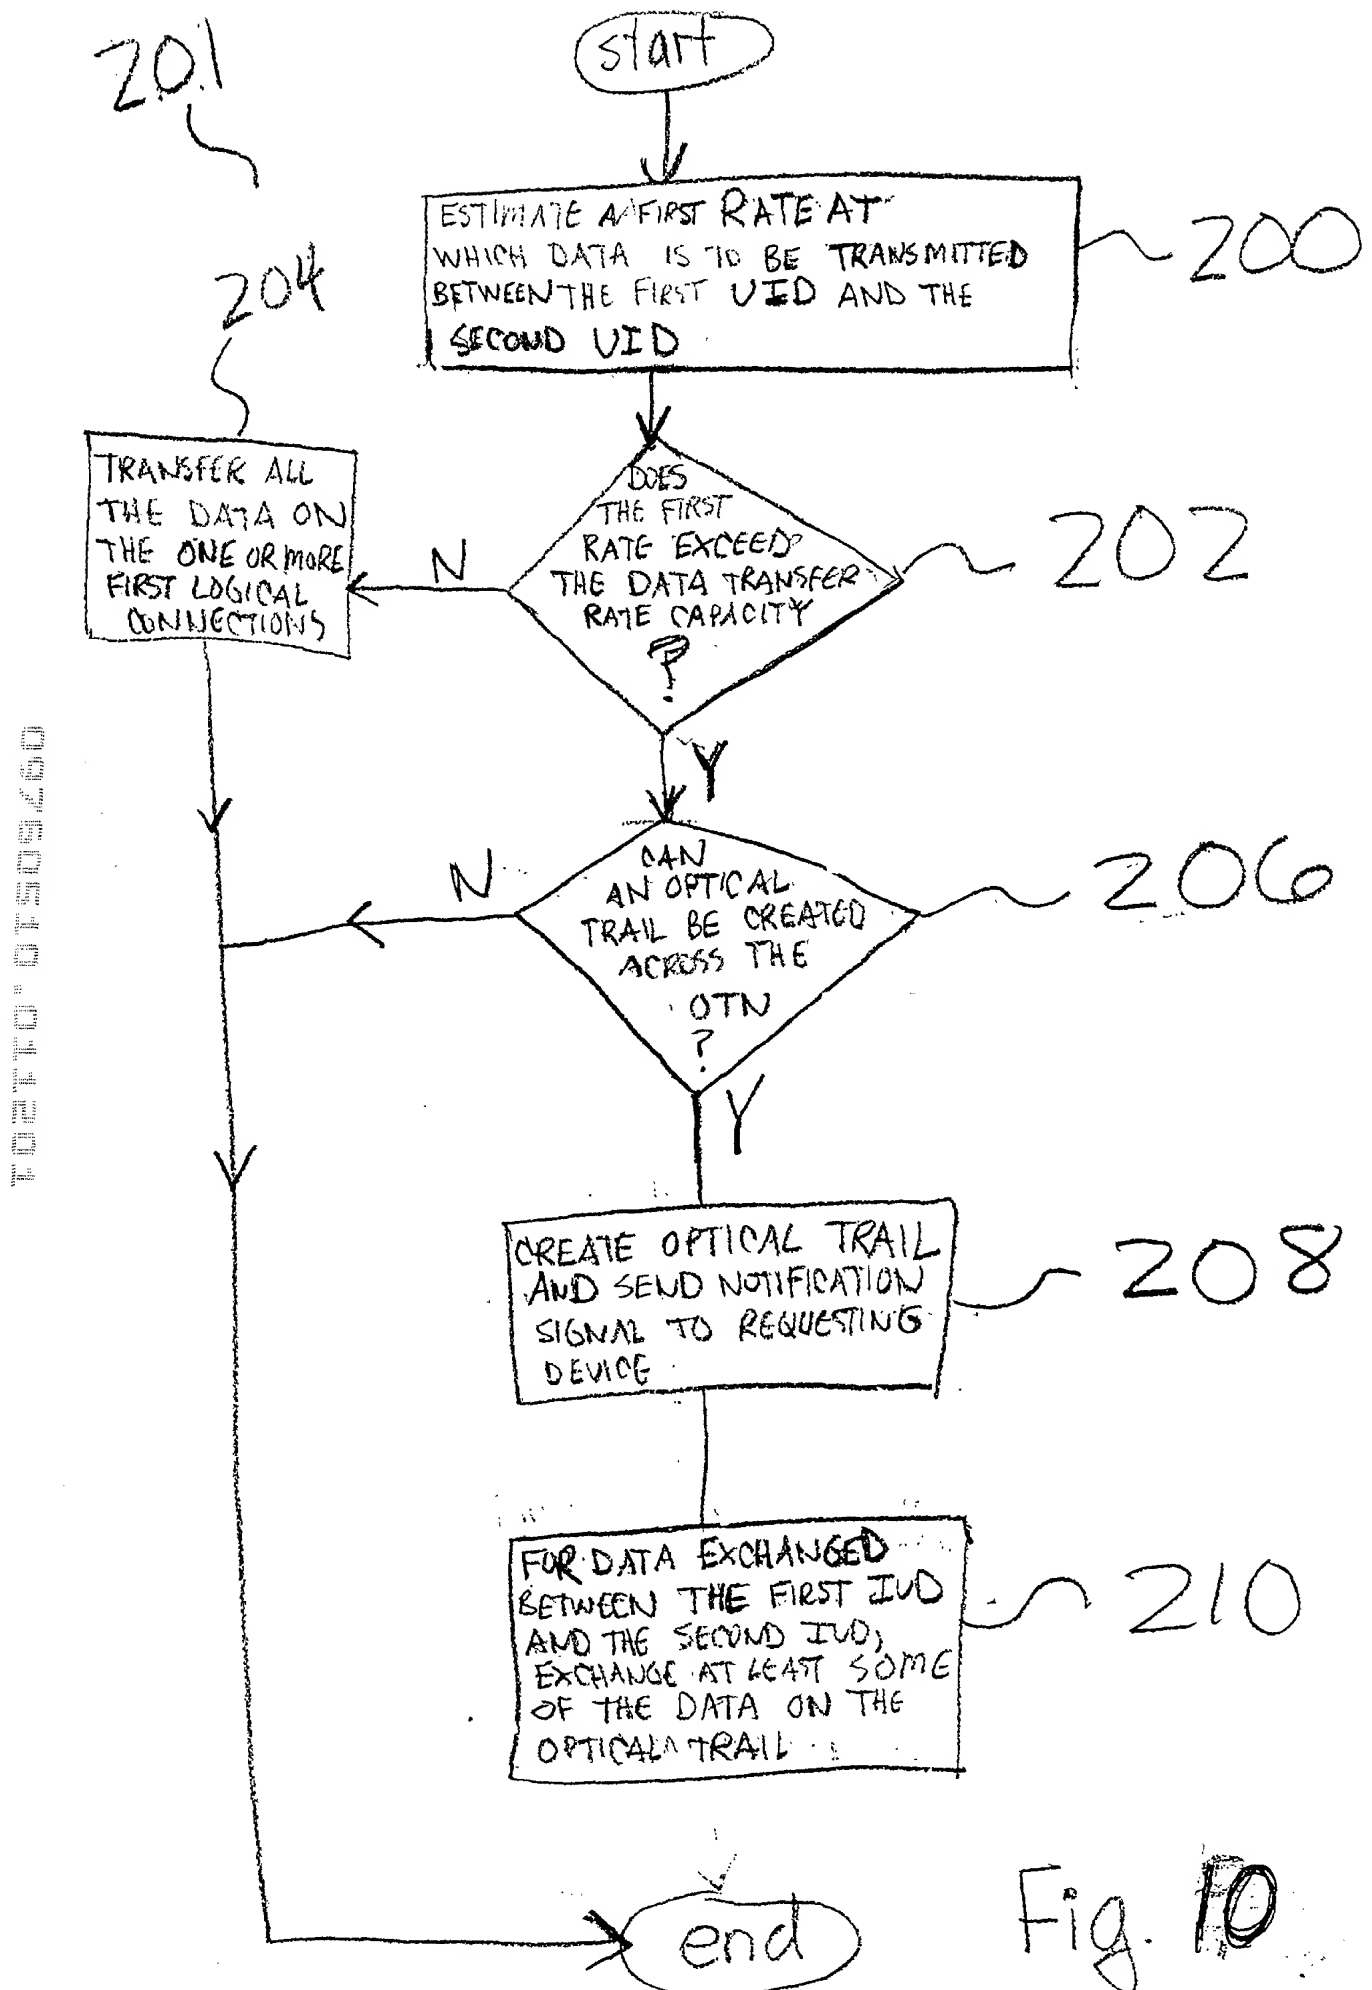 201
start
ESTIMATE A FIRST RATE AT
WHICH DATA IS TO BE TRANSMITTED
BETWEEN THE FIRST UID AND THE
SECOND UID
200
204
TRANSFER ALL
THE DATA ON
THE ONE OR MORE
FIRST LOGICAL
CONNECTIONS
N
DOES
THE FIRST
RATE EXCEED
THE DATA TRANSFER
RATE CAPACITY
?
202
Y
N
CAN
AN OPTICAL
TRAIL BE CREATED
ACROSS THE
OTN
?
206
Y
CREATE OPTICAL TRAIL
AND SEND NOTIFICATION
SIGNAL TO REQUESTING
DEVICE
208
FOR DATA EXCHANGED
BETWEEN THE FIRST IUD
AND THE SECOND IUD,
EXCHANGE AT LEAST SOME
OF THE DATA ON THE
OPTICAL TRAIL
210
end
Fig. 10